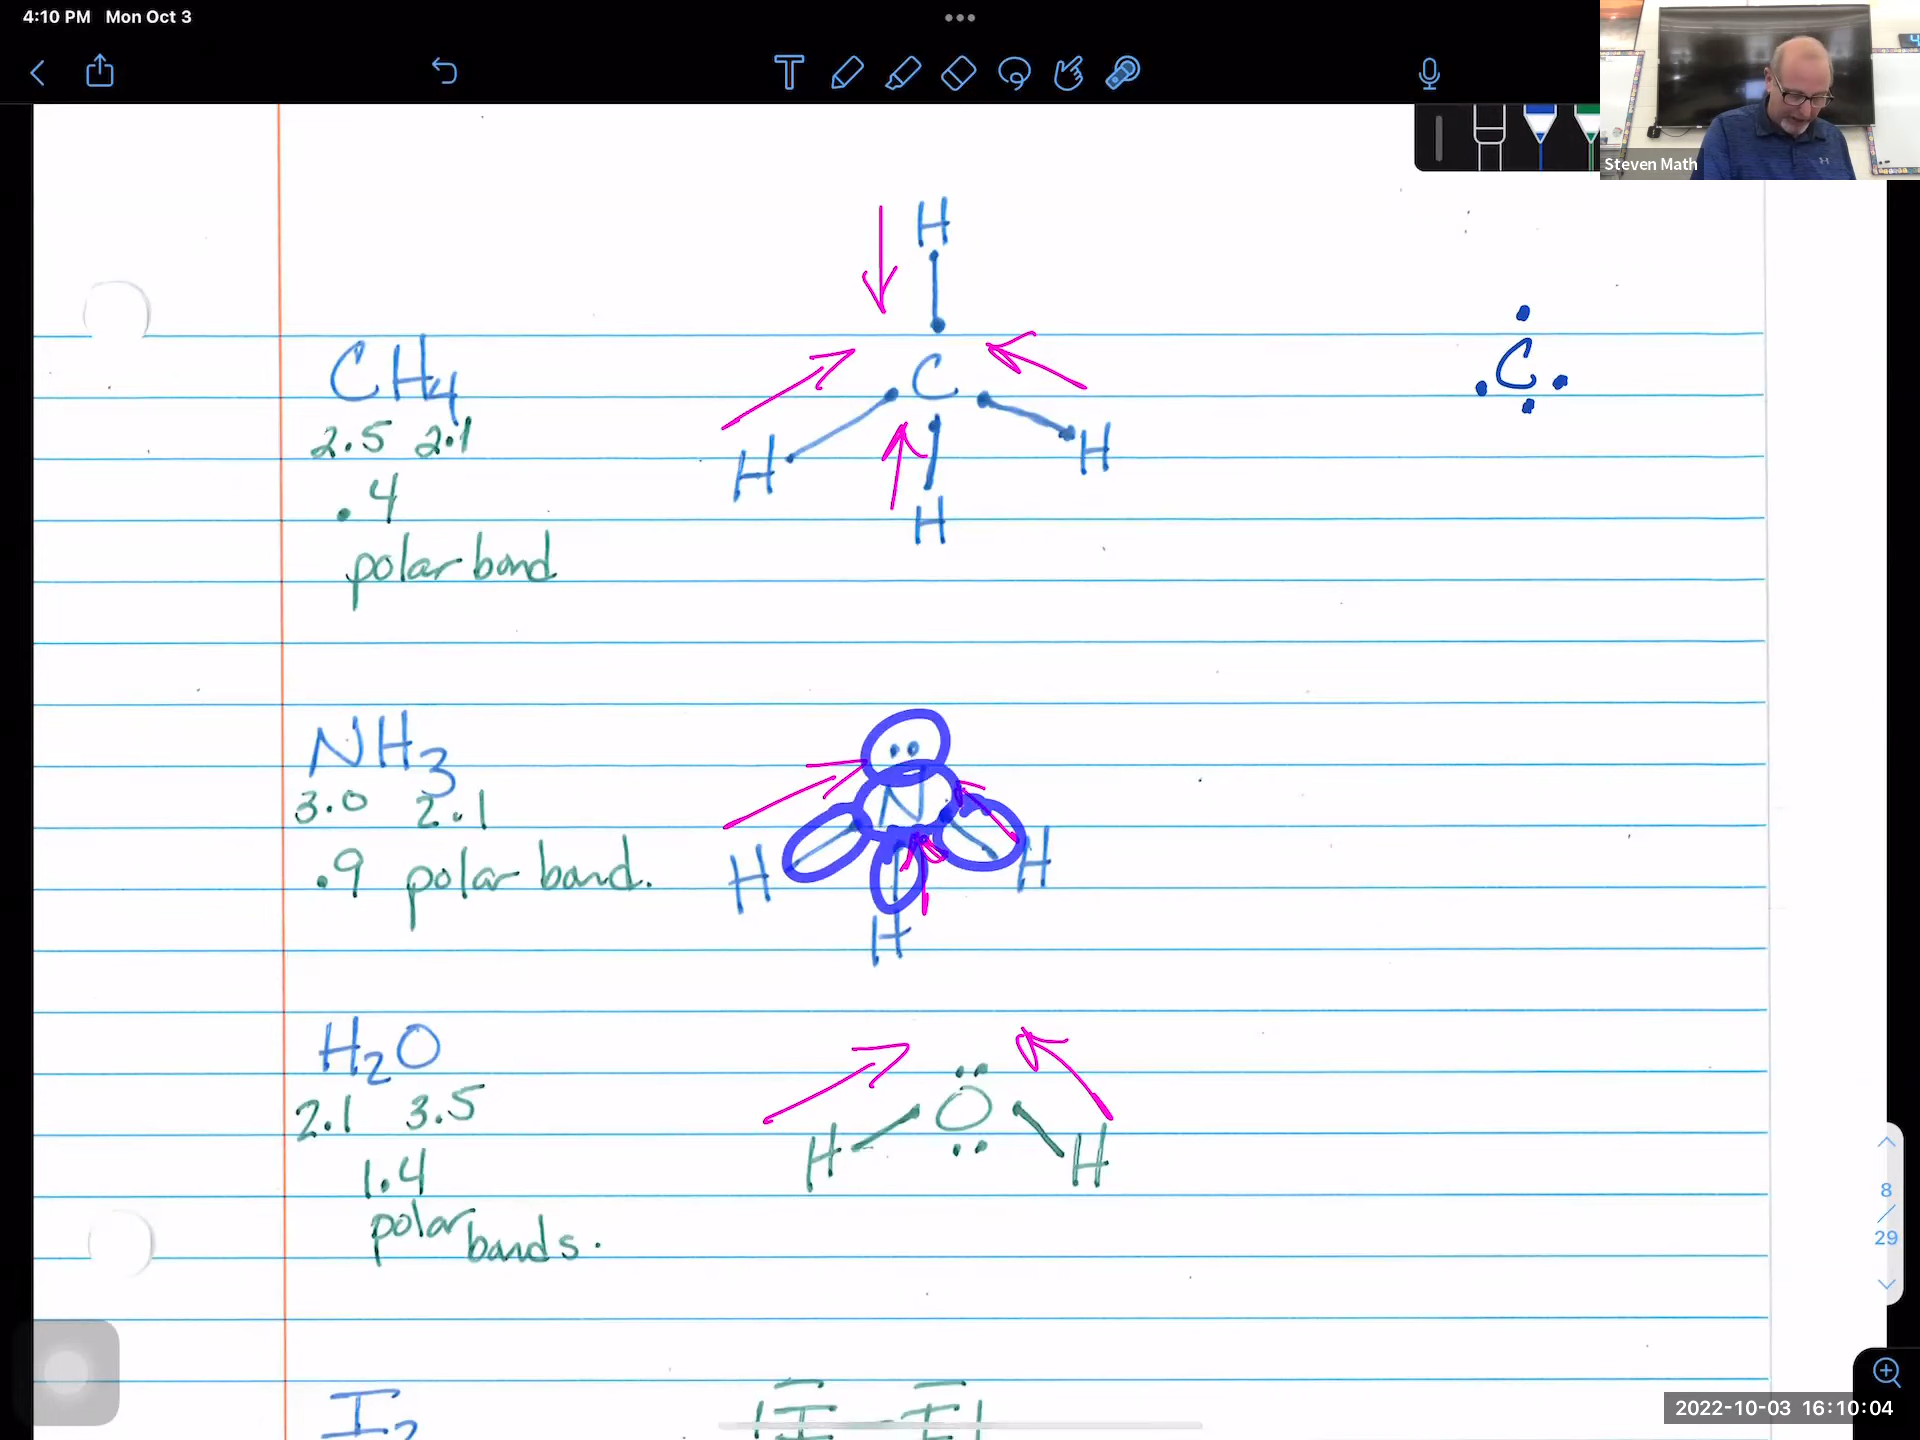 4:10 PM Mon Oct 3
T
Steven Math
H
C
H
H
H
C
CH4
2.5 2.1
.4
polar bond
NH3
3.0 2.1
.9 polar bond.
N
H
H
H
H2O
2.1 3.5
1.4
polar bonds.
O
H
H
8
/
29
I2
I - I
2022-10-03 16:10:04